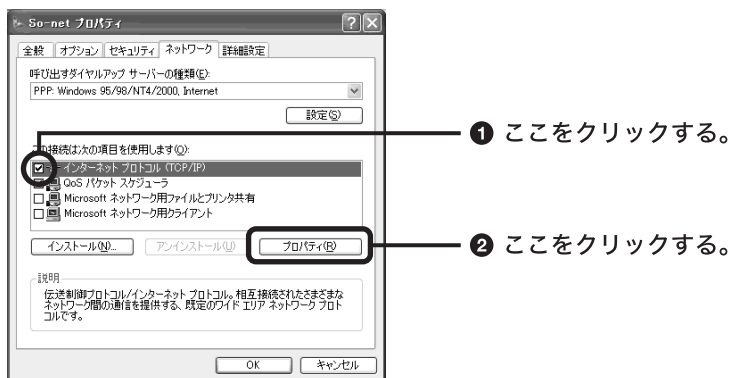 So-net プロパティ
全般 オプション セキュリティ ネットワーク 詳細設定
呼び出すダイヤルアップ サーバーの種類(E):
PPP: Windows 95/98/NT4/2000, Internet
設定(S)
❶ ここをクリックする。
この接続は次の項目を使用します(O):
インターネット プロトコル (TCP/IP)
QoS パケット スケジューラ
Microsoft ネットワーク用ファイルとプリンタ共有
Microsoft ネットワーク用クライアント
インストール(N)... アンインストール(U) プロパティ(R)
❷ ここをクリックする。
説明
伝送制御プロトコル/インターネット プロトコル。相互接続されたさまざまな
ネットワーク間の通信を提供する、既定のワイド エリア ネットワーク プロト
コルです。
OK キャンセル